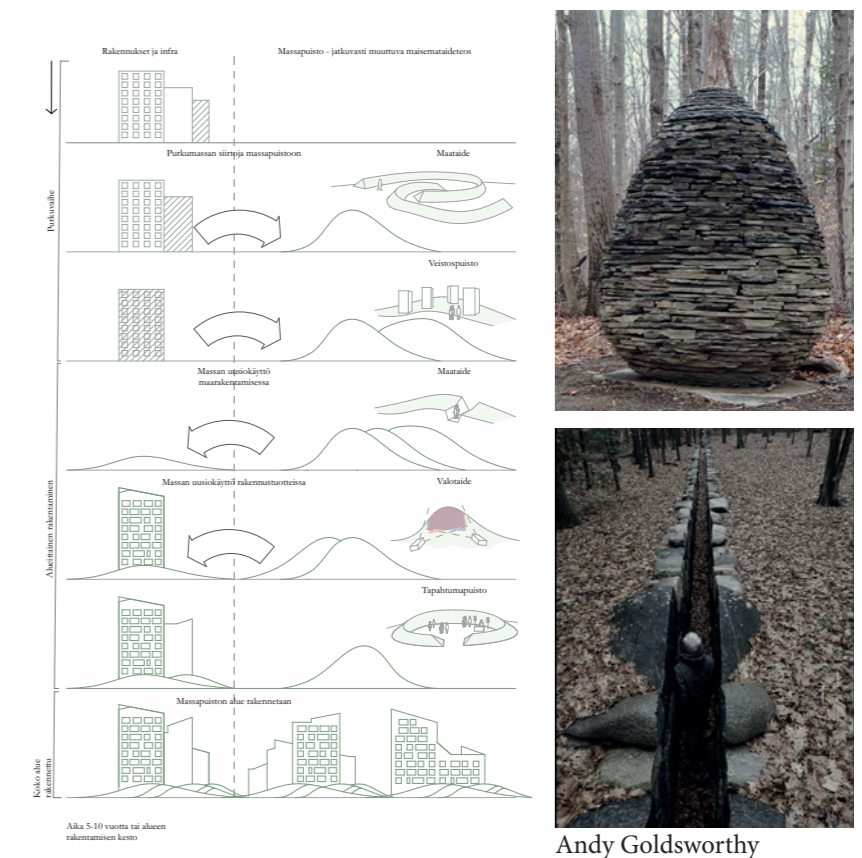 Rakennukset ja infra
Massapuisto - jatkuvasti muuttuva maisemataideteos
Purkuvaihe
Purkumassan siirtoja massapuistoon
Maataide
Veistospuisto
Alueittainen rakentaminen
Massan uusiokäyttö
maarakentamisessa
Maataide
Massan uusiokäyttö rakennustuotteissa
Valotaide
Tapahtumapuisto
Koko alue
rakennettu
Massapuiston alue rakennetaan
Aika 5-10 vuotta tai alueen
rakentamisen kesto
Andy Goldsworthy